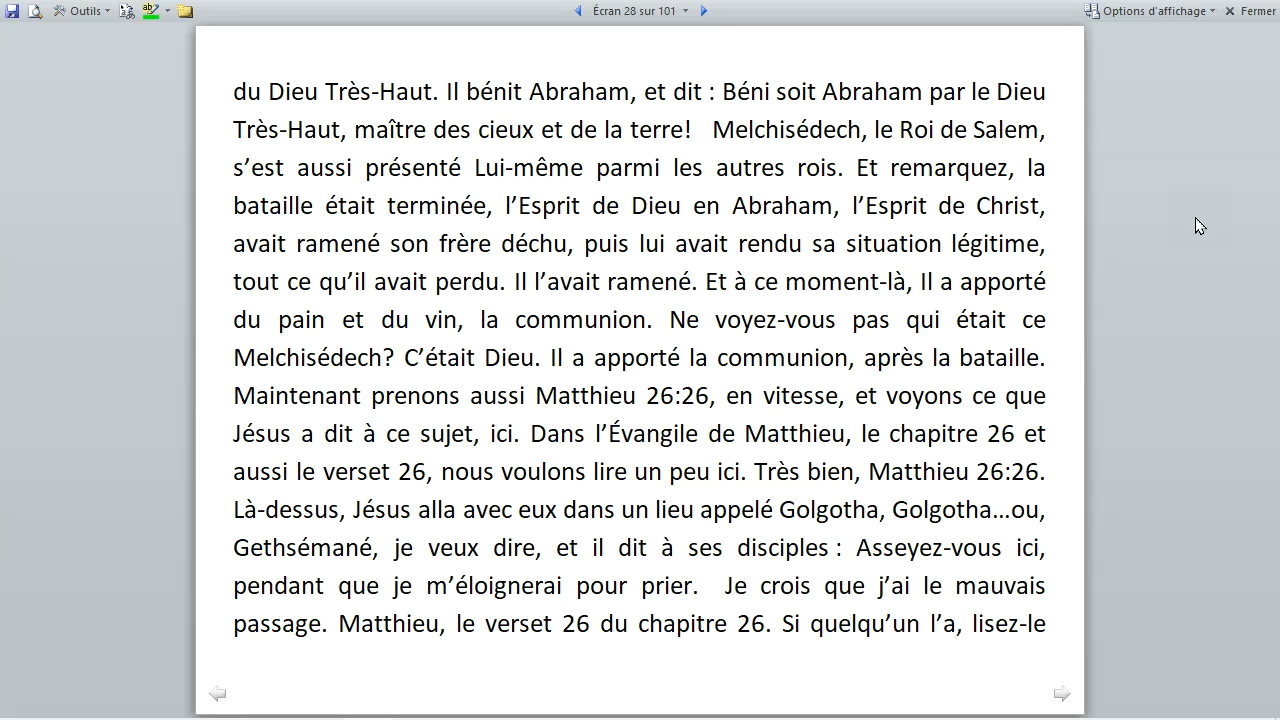 Outils
Écran 28 sur 101
Options d'affichage
Fermer
du Dieu Très-Haut. Il bénit Abraham, et dit : Béni soit Abraham par le Dieu
Très-Haut, maître des cieux et de la terre! Melchisédech, le Roi de Salem,
s’est aussi présenté Lui-même parmi les autres rois. Et remarquez, la
bataille était terminée, l’Esprit de Dieu en Abraham, l’Esprit de Christ,
avait ramené son frère déchu, puis lui avait rendu sa situation légitime,
tout ce qu’il avait perdu. Il l’avait ramené. Et à ce moment-là, Il a apporté
du pain et du vin, la communion. Ne voyez-vous pas qui était ce
Melchisédech? C’était Dieu. Il a apporté la communion, après la bataille.
Maintenant prenons aussi Matthieu 26:26, en vitesse, et voyons ce que
Jésus a dit à ce sujet, ici. Dans l’Évangile de Matthieu, le chapitre 26 et
aussi le verset 26, nous voulons lire un peu ici. Très bien, Matthieu 26:26.
Là-dessus, Jésus alla avec eux dans un lieu appelé Golgotha, Golgotha…ou,
Gethsémané, je veux dire, et il dit à ses disciples : Asseyez-vous ici,
pendant que je m’éloignerai pour prier. Je crois que j’ai le mauvais
passage. Matthieu, le verset 26 du chapitre 26. Si quelqu’un l’a, lisez-le